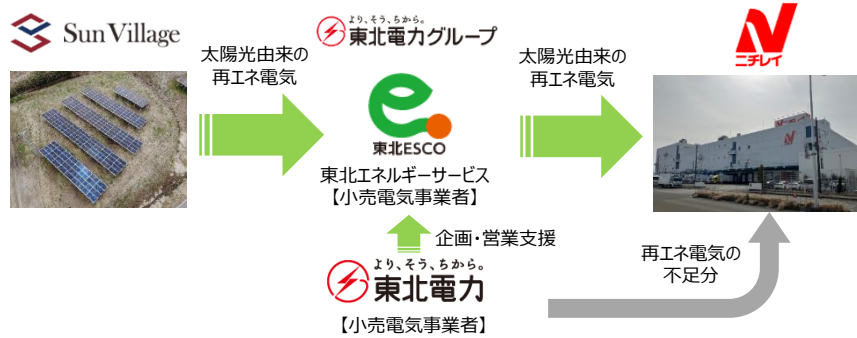 Sun Village
太陽光由来の
再エネ電気
より、そう、ちから。
東北電力グループ
東北ESCO
東北エネルギーサービス
【小売電気事業者】
太陽光由来の
再エネ電気
N
ニチレイ
N
企画・営業支援
より、そう、ちから。
東北電力
【小売電気事業者】
再エネ電気の
不足分